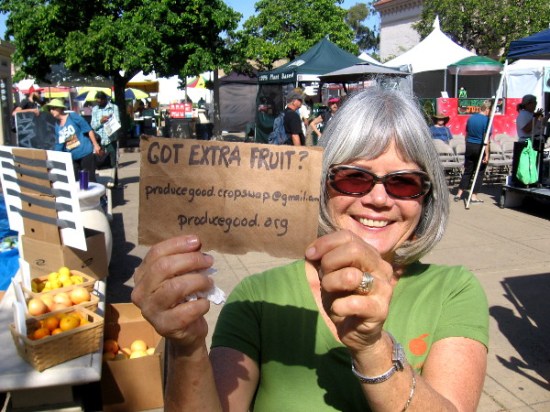 GOT EXTRA FRUIT?
producegood.cropswap@gmail.com
producegood.org